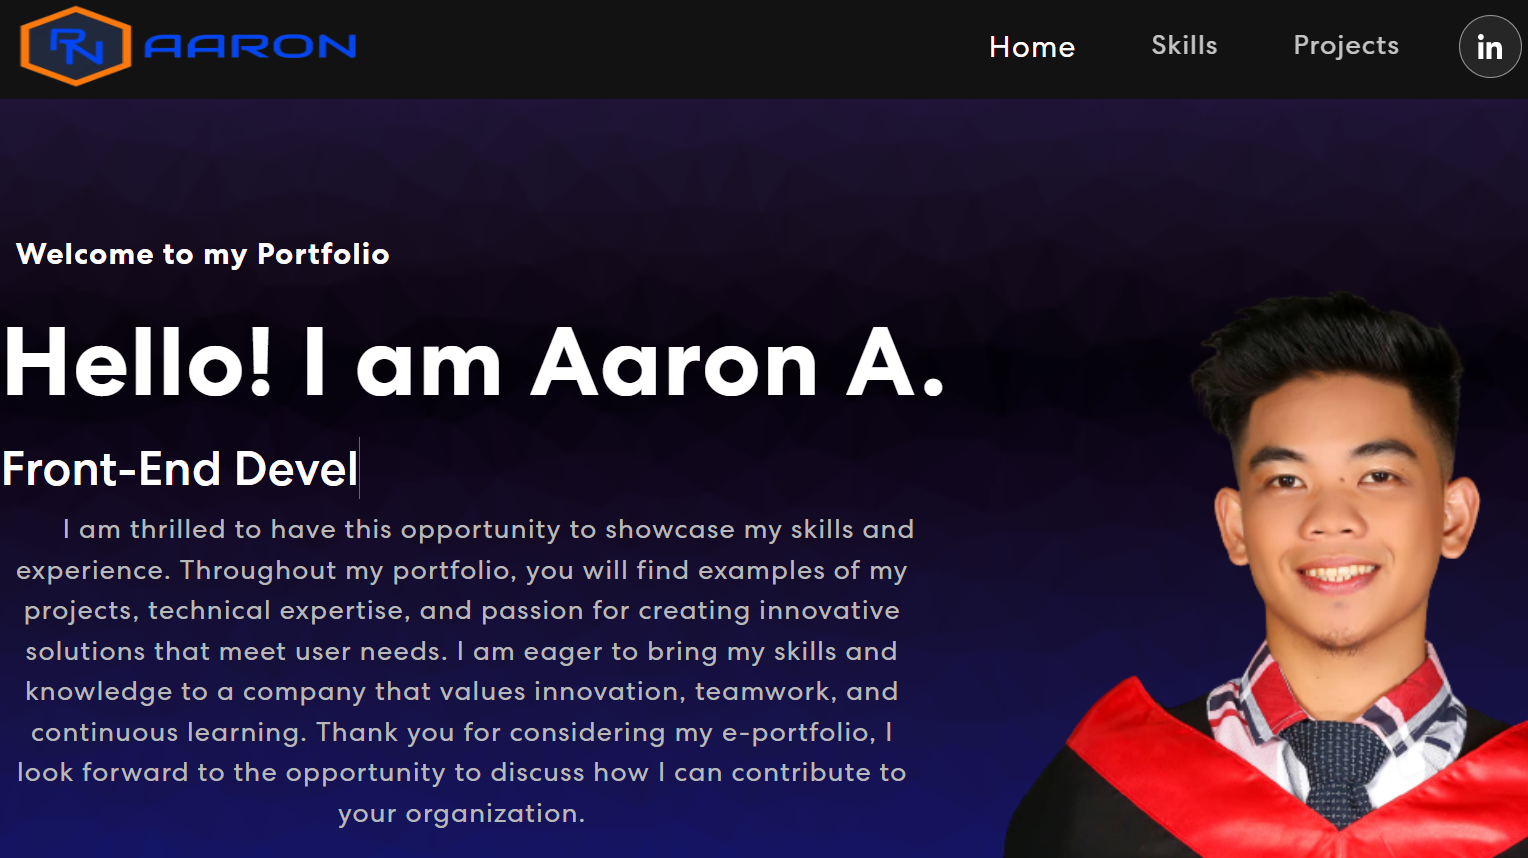 RN AARON
Home Skills Projects in
Welcome to my Portfolio
Hello! I am Aaron A.
Front-End Devel
I am thrilled to have this opportunity to showcase my skills and
experience. Throughout my portfolio, you will find examples of my
projects, technical expertise, and passion for creating innovative
solutions that meet user needs. I am eager to bring my skills and
knowledge to a company that values innovation, teamwork, and
continuous learning. Thank you for considering my e-portfolio, I
look forward to the opportunity to discuss how I can contribute to
your organization.